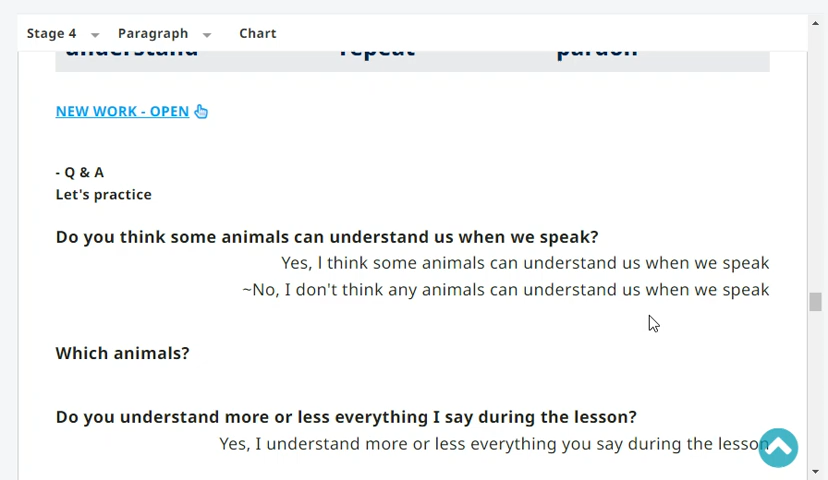 Stage 4 Paragraph Chart
understand repeat pardon
NEW WORK - OPEN
- Q & A
Let's practice
Do you think some animals can understand us when we speak?
Yes, I think some animals can understand us when we speak
~No, I don't think any animals can understand us when we speak
Which animals?
Do you understand more or less everything I say during the lesson?
Yes, I understand more or less everything you say during the lesson